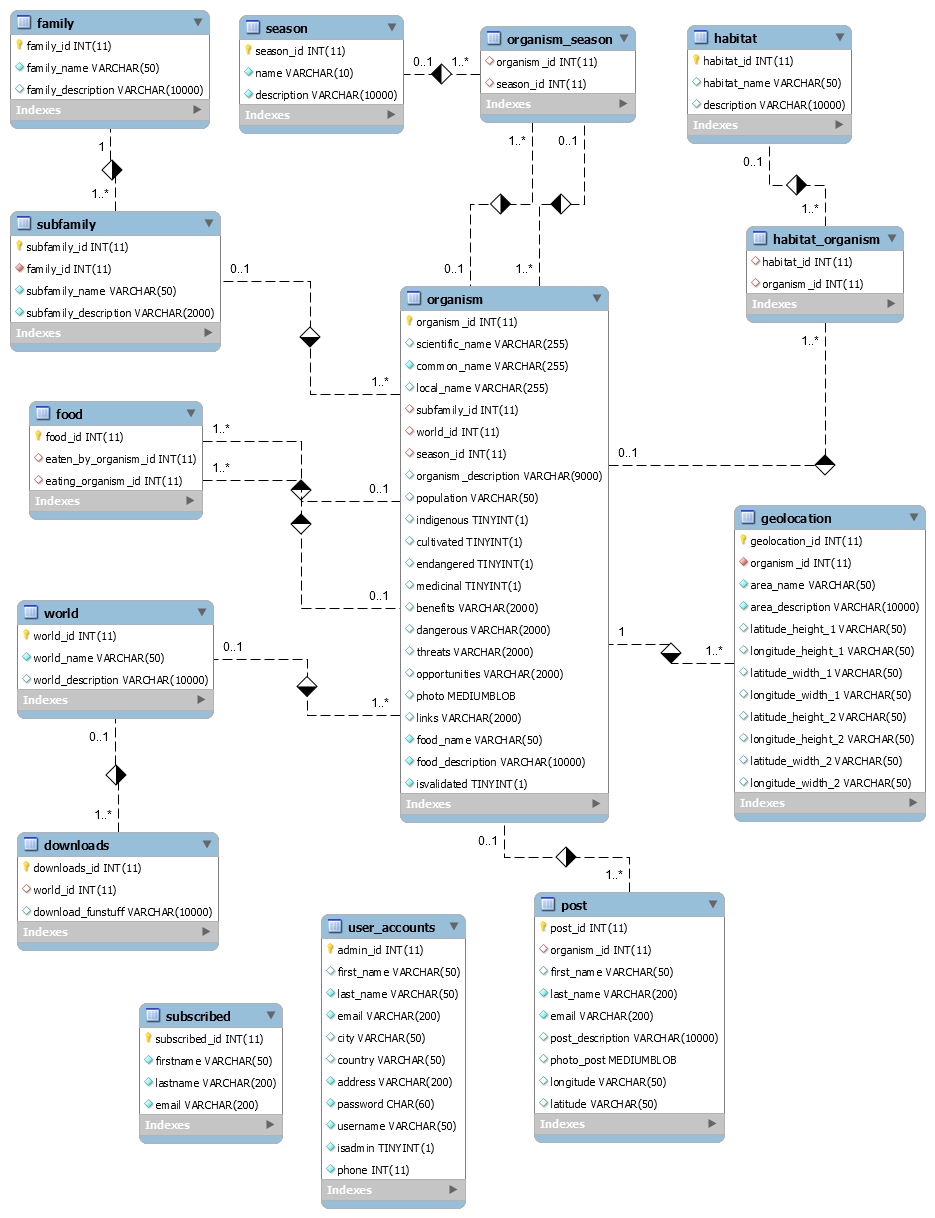 family
family_id INT(11)
family_name VARCHAR(50)
family_description VARCHAR(10000)
Indexes
season
season_id INT(11)
name VARCHAR(10)
description VARCHAR(10000)
Indexes
0..1
1..*
organism_season
organism_id INT(11)
season_id INT(11)
Indexes
habitat
habitat_id INT(11)
habitat_name VARCHAR(50)
description VARCHAR(10000)
Indexes
1
1..*
1..*
0..1
0..1
1..*
0..1
1..*
subfamily
subfamily_id INT(11)
family_id INT(11)
subfamily_name VARCHAR(50)
subfamily_description VARCHAR(2000)
Indexes
0..1
1..*
habitat_organism
habitat_id INT(11)
organism_id INT(11)
Indexes
1..*
0..1
organism
organism_id INT(11)
scientific_name VARCHAR(255)
common_name VARCHAR(255)
local_name VARCHAR(255)
subfamily_id INT(11)
world_id INT(11)
season_id INT(11)
organism_description VARCHAR(9000)
population VARCHAR(50)
indigenous TINYINT(1)
cultivated TINYINT(1)
endangered TINYINT(1)
medicinal TINYINT(1)
benefits VARCHAR(2000)
dangerous VARCHAR(2000)
threats VARCHAR(2000)
opportunities VARCHAR(2000)
photo MEDIUMBLOB
links VARCHAR(2000)
food_name VARCHAR(50)
food_description VARCHAR(10000)
isvalidated TINYINT(1)
Indexes
food
food_id INT(11)
eaten_by_organism_id INT(11)
eating_organism_id INT(11)
Indexes
1..*
1..*
0..1
0..1
geolocation
geolocation_id INT(11)
organism_id INT(11)
area_name VARCHAR(50)
area_description VARCHAR(10000)
latitude_height_1 VARCHAR(50)
longitude_height_1 VARCHAR(50)
latitude_width_1 VARCHAR(50)
longitude_width_1 VARCHAR(50)
latitude_height_2 VARCHAR(50)
longitude_height_2 VARCHAR(50)
latitude_width_2 VARCHAR(50)
longitude_width_2 VARCHAR(50)
Indexes
1
1..*
world
world_id INT(11)
world_name VARCHAR(50)
world_description VARCHAR(10000)
Indexes
0..1
1..*
0..1
1..*
downloads
downloads_id INT(11)
world_id INT(11)
download_funstuff VARCHAR(10000)
Indexes
0..1
1..*
post
post_id INT(11)
organism_id INT(11)
first_name VARCHAR(50)
last_name VARCHAR(200)
email VARCHAR(200)
post_description VARCHAR(10000)
photo_post MEDIUMBLOB
longitude VARCHAR(50)
latitude VARCHAR(50)
Indexes
user_accounts
admin_id INT(11)
first_name VARCHAR(50)
last_name VARCHAR(50)
email VARCHAR(200)
city VARCHAR(50)
country VARCHAR(50)
address VARCHAR(200)
password CHAR(60)
username VARCHAR(50)
isadmin TINYINT(1)
phone INT(11)
Indexes
subscribed
subscribed_id INT(11)
firstname VARCHAR(50)
lastname VARCHAR(200)
email VARCHAR(200)
Indexes